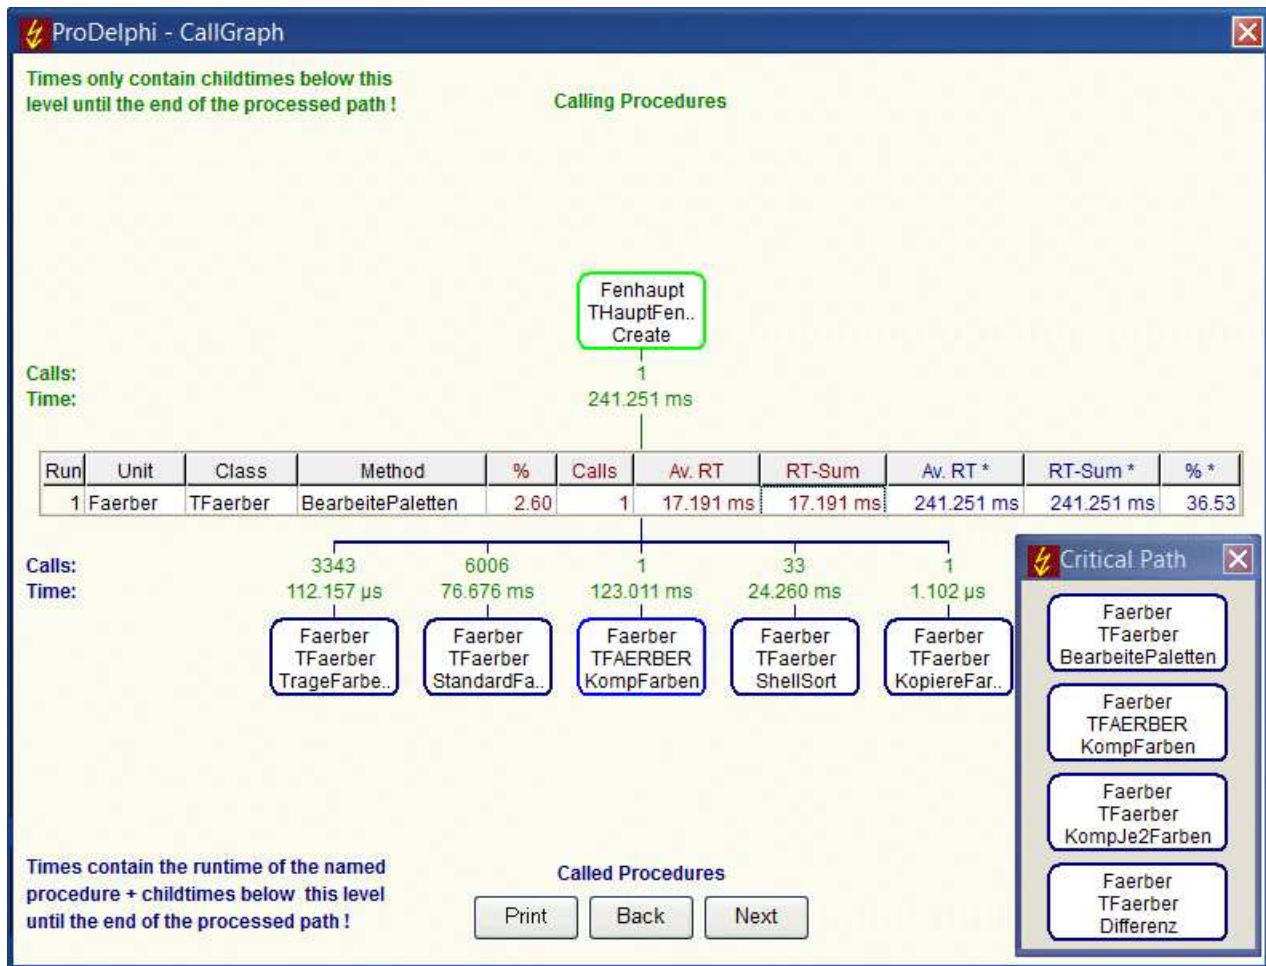 ProDelphi - CallGraph
Times only contain childtimes below this
level until the end of the processed path !
Calling Procedures
Fenhaupt
THauptFen..
Create
Calls: 1
Time: 241.251 ms
Run Unit Class Method % Calls Av. RT RT-Sum Av. RT * RT-Sum * % *
1 Faerber TFaerber BearbeitePaletten 2.60 1 17.191 ms 17.191 ms 241.251 ms 241.251 ms 36.53
Calls: 3343 6006 1 33 1
Time: 112.157 µs 76.676 ms 123.011 ms 24.260 ms 1.102 µs
Faerber Faerber Faerber Faerber Faerber
TFaerber TFaerber TFAERBER TFaerber TFaerber
TrageFarbe.. StandardFa.. KompFarben ShellSort KopiereFar..
Critical Path
Faerber
TFaerber
BearbeitePaletten
Faerber
TFAERBER
KompFarben
Faerber
TFaerber
KompJe2Farben
Faerber
TFaerber
Differenz
Times contain the runtime of the named
procedure + childtimes below this level
until the end of the processed path !
Called Procedures
Print Back Next